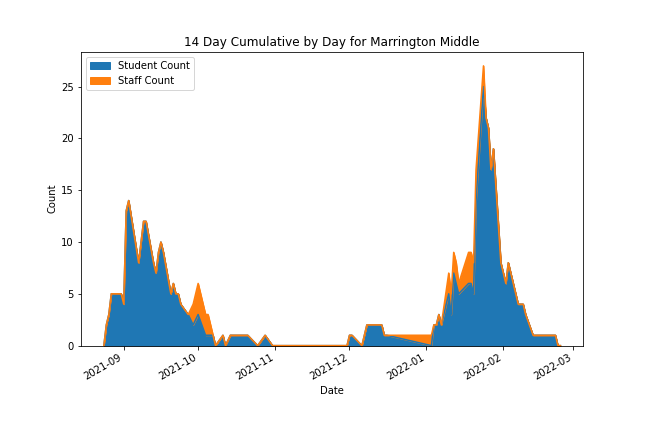 14 Day Cumulative by Day for Marrington Middle
Student Count
Staff Count
25
20
15
10
5
0
Count
2021-09
2021-10
2021-11
2021-12
2022-01
2022-02
2022-03
Date